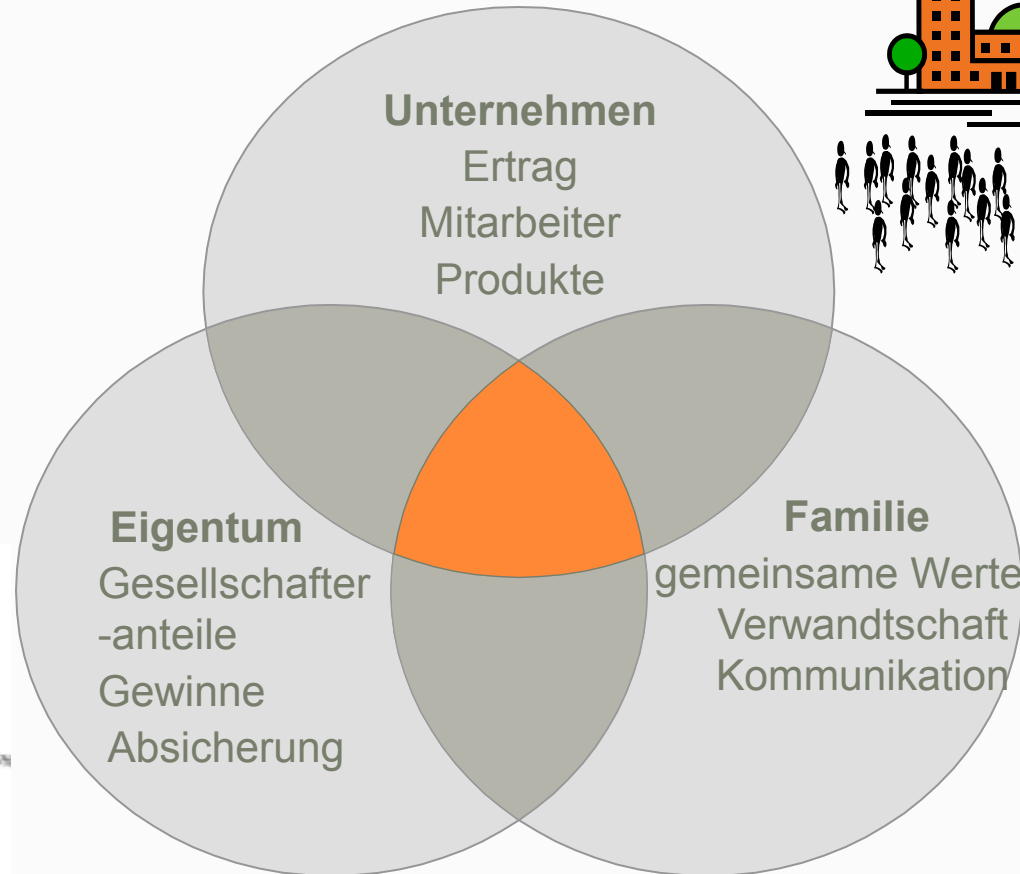 Unternehmen
Ertrag
Mitarbeiter
Produkte
Eigentum
Gesellschafter
-anteile
Gewinne
Absicherung
Familie
gemeinsame Werte
Verwandtschaft
Kommunikation